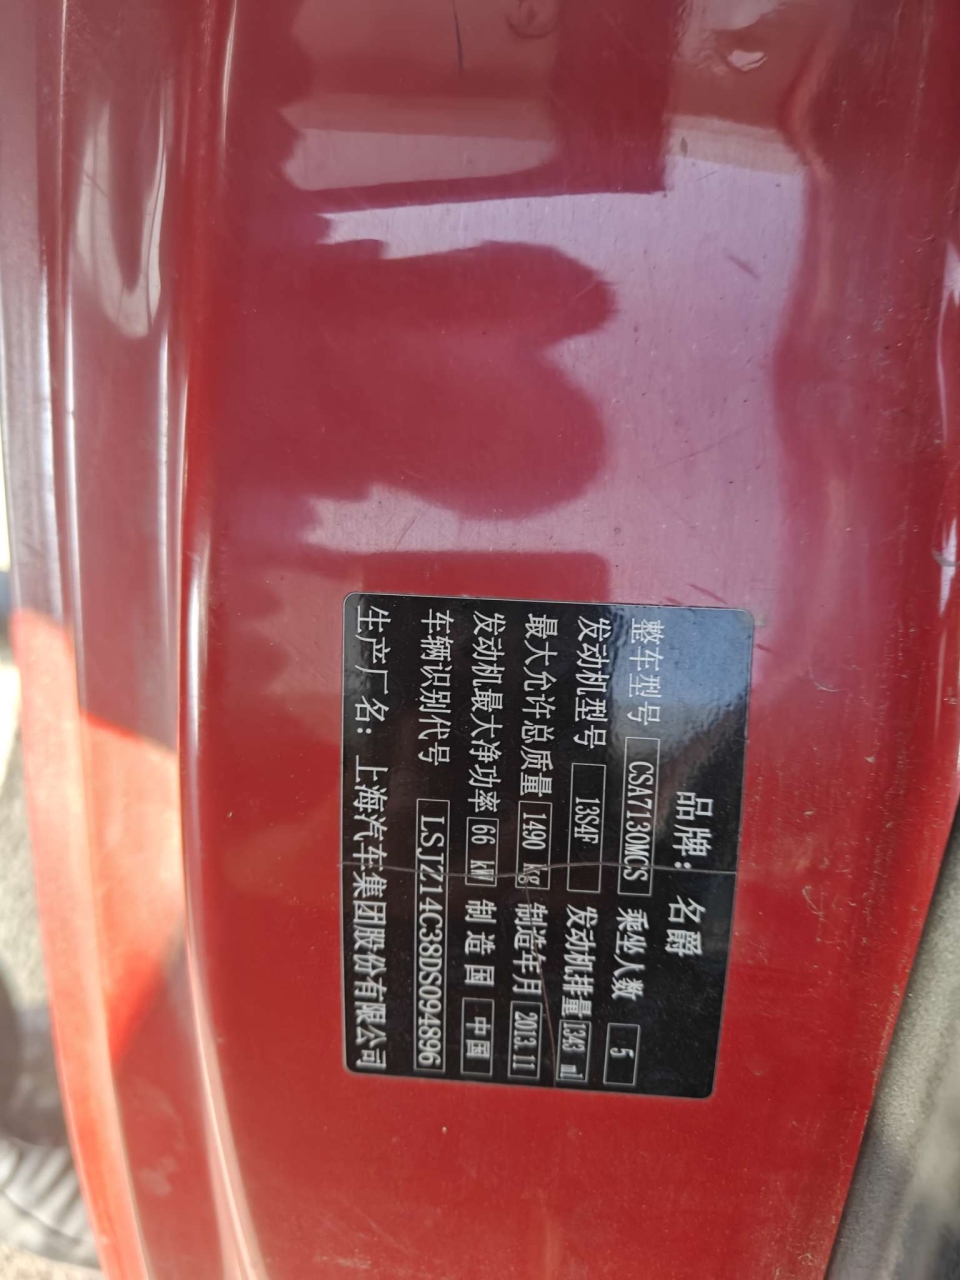 品牌：名爵
整车型号 CSA7130MCS 乘坐人数 5
发动机型号 13S4F 发动机排量 1343 ml
最大允许总质量 1490 Kg 制造年月 2013.11
发动机最大净功率 66 kW 制造国 中国
车辆识别代号 LSJZ14C38DS094896
生产厂名：上海汽车集团股份有限公司